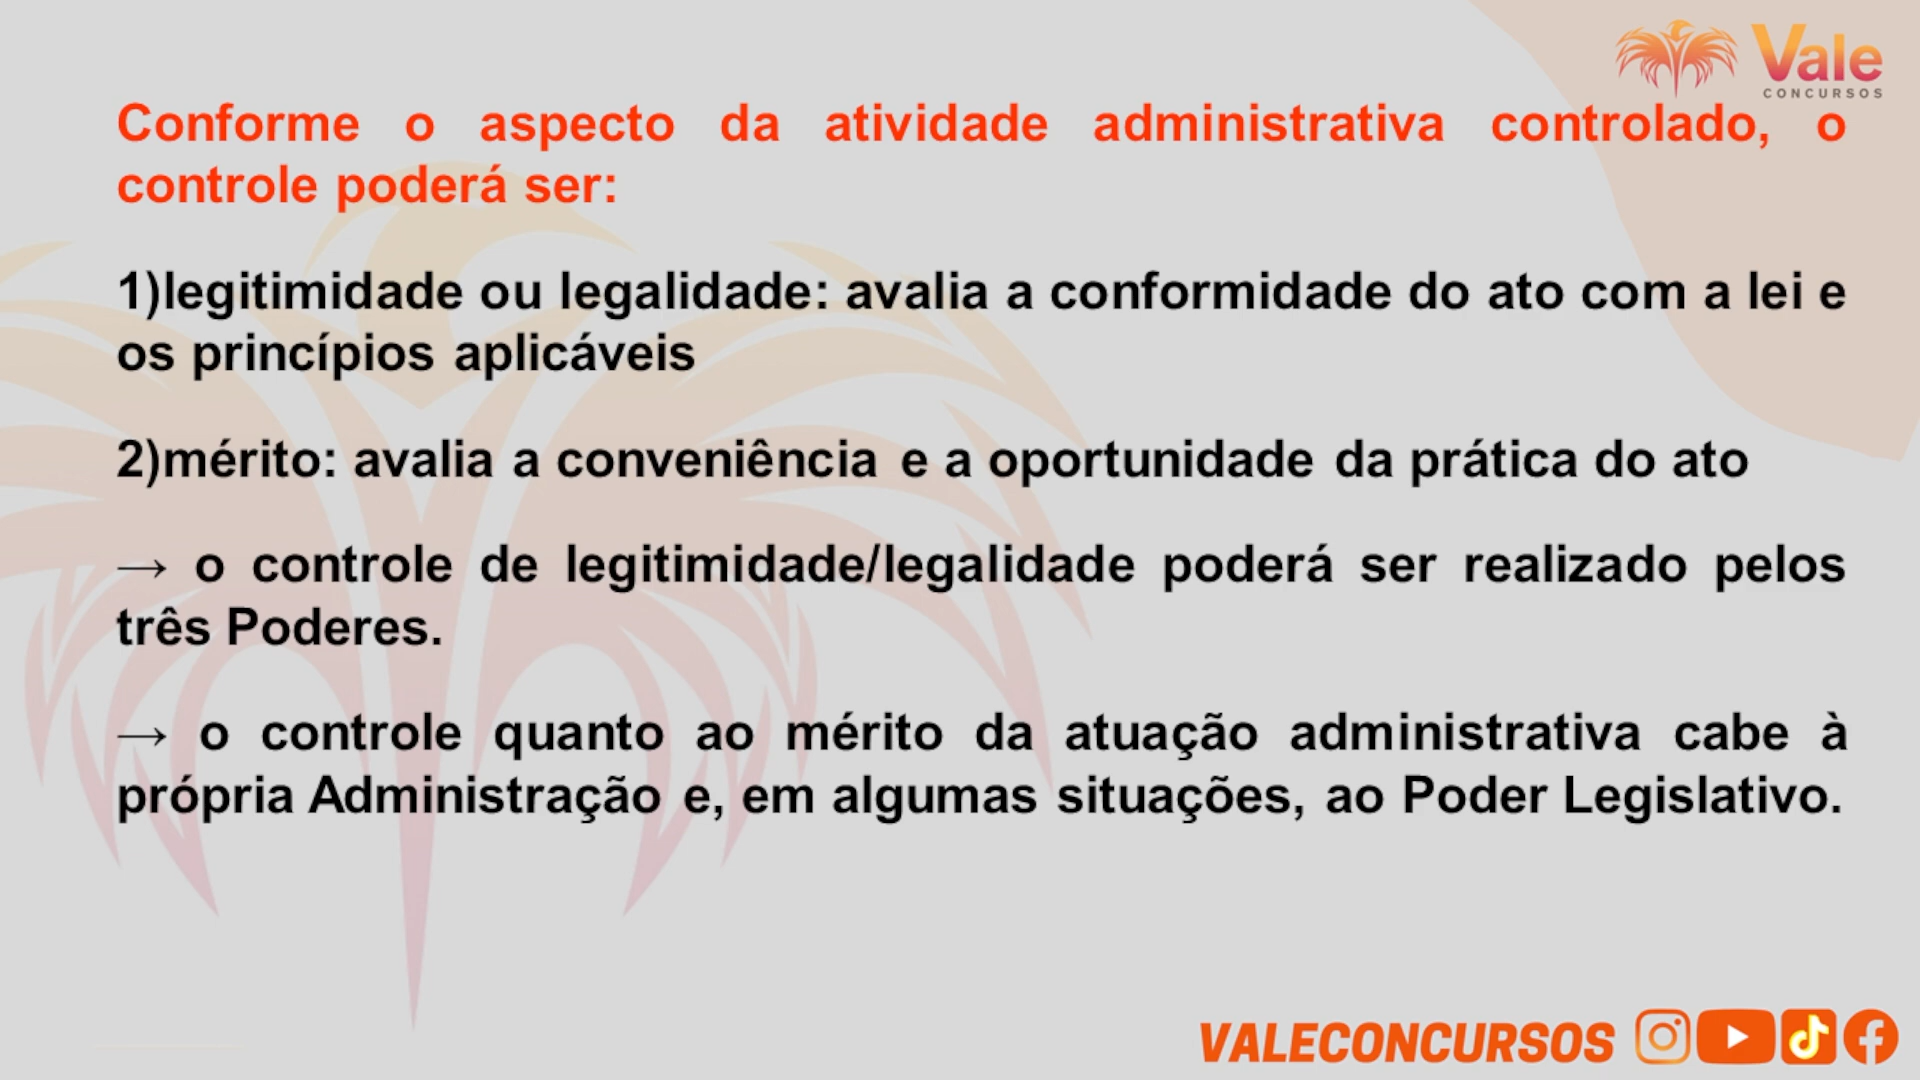 Vale
CONCURSOS
Conforme o aspecto da atividade administrativa controlado, o
controle poderá ser:
1)legitimidade ou legalidade: avalia a conformidade do ato com a lei e
os princípios aplicáveis
2)mérito: avalia a conveniência e a oportunidade da prática do ato
→ o controle de legitimidade/legalidade poderá ser realizado pelos
três Poderes.
→ o controle quanto ao mérito da atuação administrativa cabe à
própria Administração e, em algumas situações, ao Poder Legislativo.
VALECONCURSOS